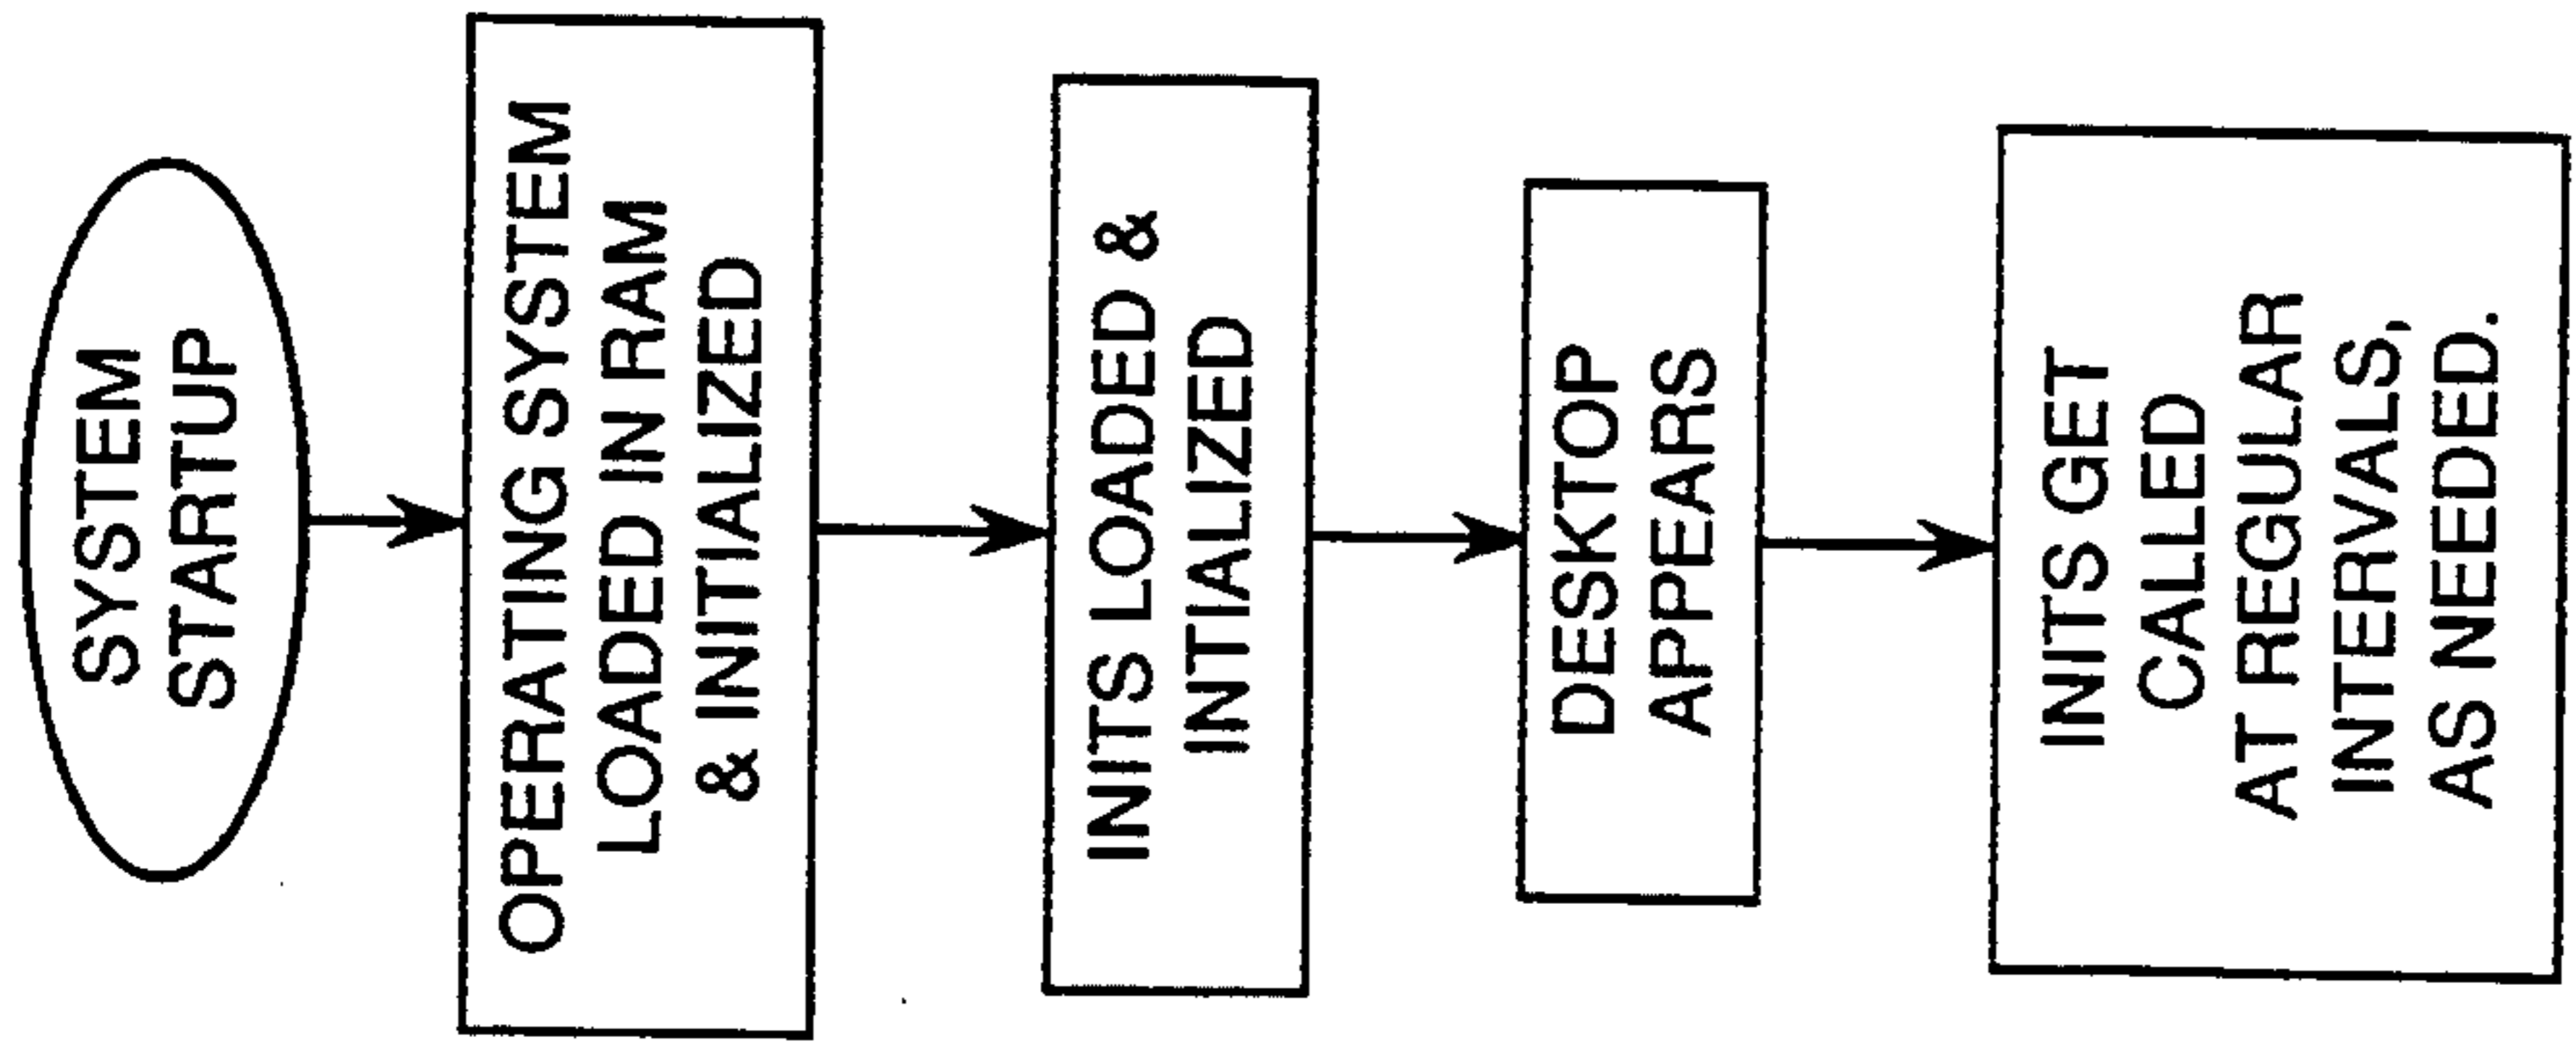 SYSTEM
STARTUP
OPERATING SYSTEM
LOADED IN RAM
& INITIALIZED
INITS LOADED &
INTIALIZED
DESKTOP
APPEARS
INITS GET
CALLED
AT REGULAR
INTERVALS,
AS NEEDED.